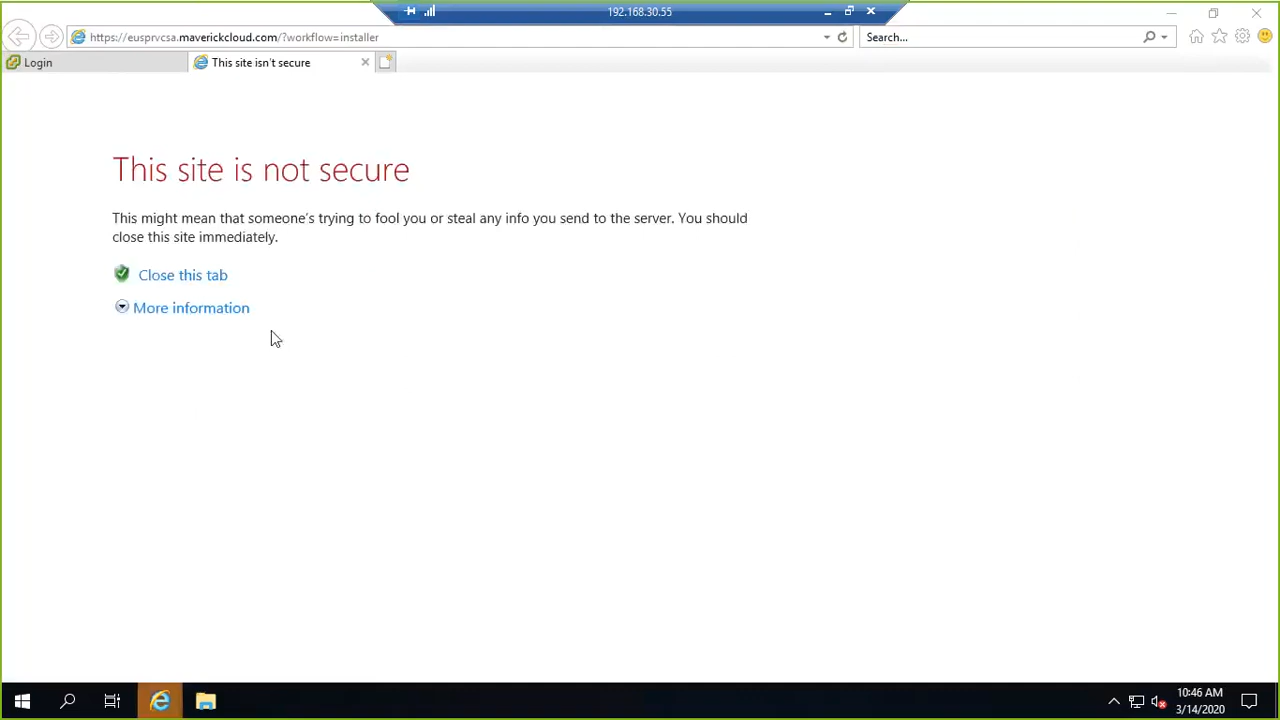 192.168.30.55
https://eusprvcsa.maverickcloud.com/?workflow=installer
Search...
Login
This site isn't secure
This site is not secure
This might mean that someone's trying to fool you or steal any info you send to the server. You should
close this site immediately.
Close this tab
More information
10:46 AM
3/14/2020